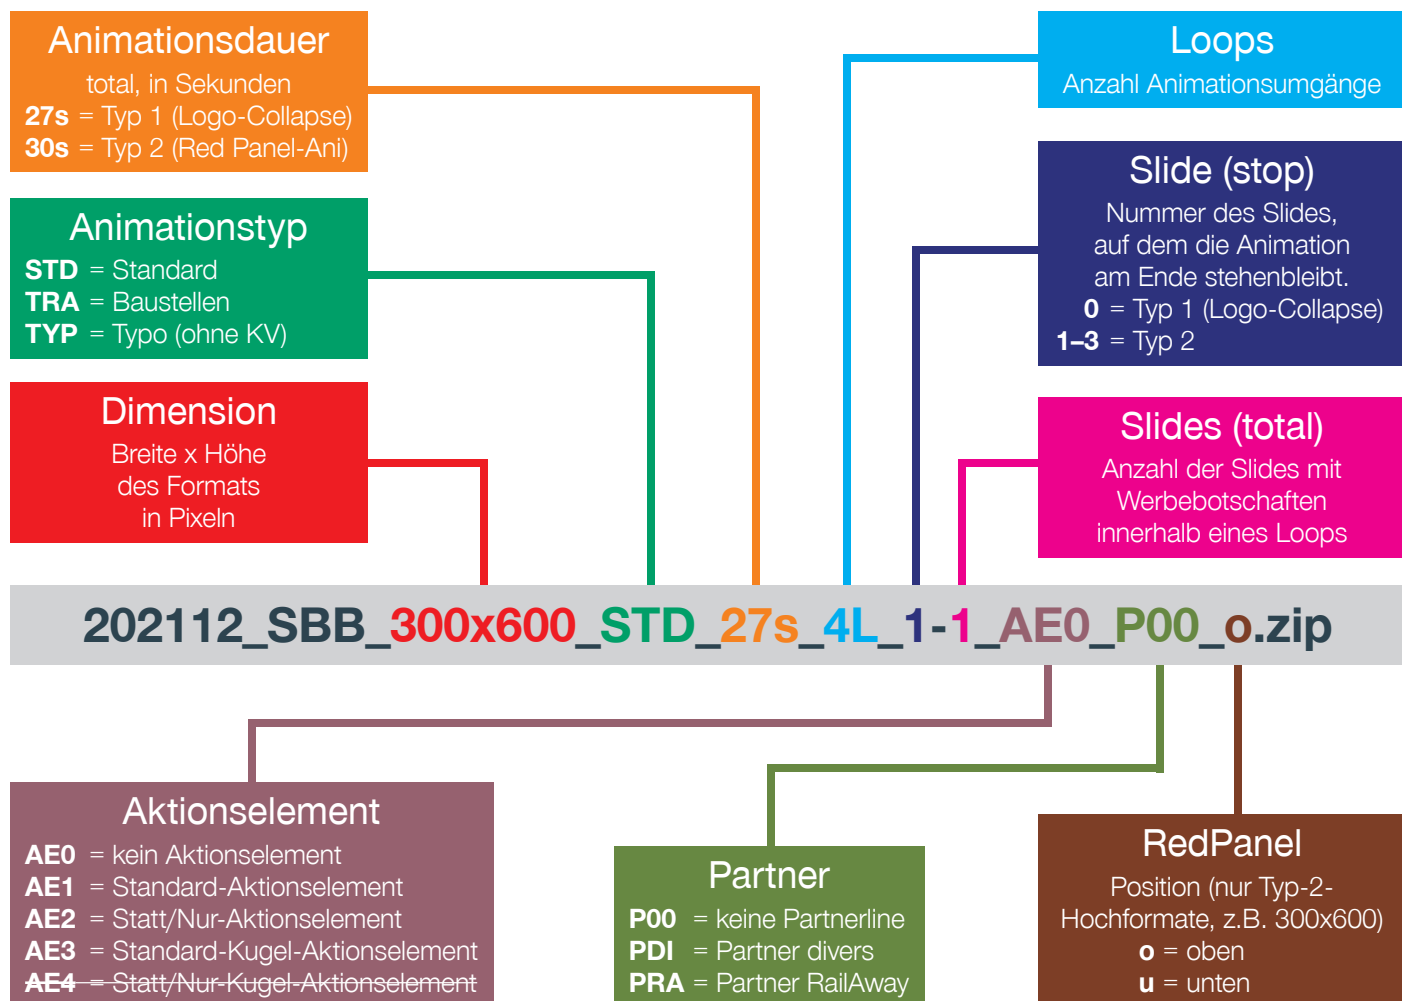 Animationsdauer
total, in Sekunden
27s = Typ 1 (Logo-Collapse)
30s = Typ 2 (Red Panel-Ani)
Animationstyp
STD = Standard
TRA = Baustellen
TYP = Typo (ohne KV)
Dimension
Breite x Höhe
des Formats
in Pixeln
Loops
Anzahl Animationsumgänge
Slide (stop)
Nummer des Slides,
auf dem die Animation
am Ende stehenbleibt.
0 = Typ 1 (Logo-Collapse)
1–3 = Typ 2
Slides (total)
Anzahl der Slides mit
Werbebotschaften
innerhalb eines Loops
202112_SBB_300x600_STD_27s_4L_1-1_AE0_P00_o.zip
Aktionselement
AE0 = kein Aktionselement
AE1 = Standard-Aktionselement
AE2 = Statt/Nur-Aktionselement
AE3 = Standard-Kugel-Aktionselement
AE4 = Statt/Nur-Kugel-Aktionselement
Partner
P00 = keine Partnerline
PDI = Partner divers
PRA = Partner RailAway
RedPanel
Position (nur Typ-2-
Hochformate, z.B. 300x600)
o = oben
u = unten